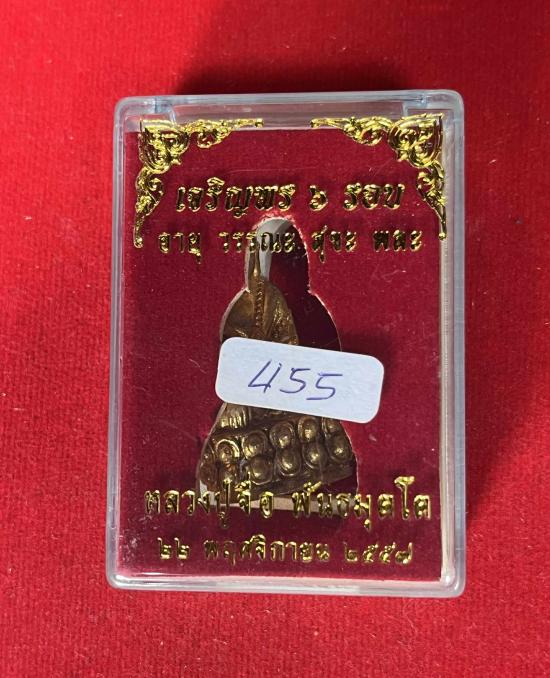 เจริญพร ๖ รอบ
อายุ วรรณะ สุขะ พละ
455
หลวงปู่จื่อ พันธมุตโต
๒๒ พฤศจิกายน ๒๕๕๗